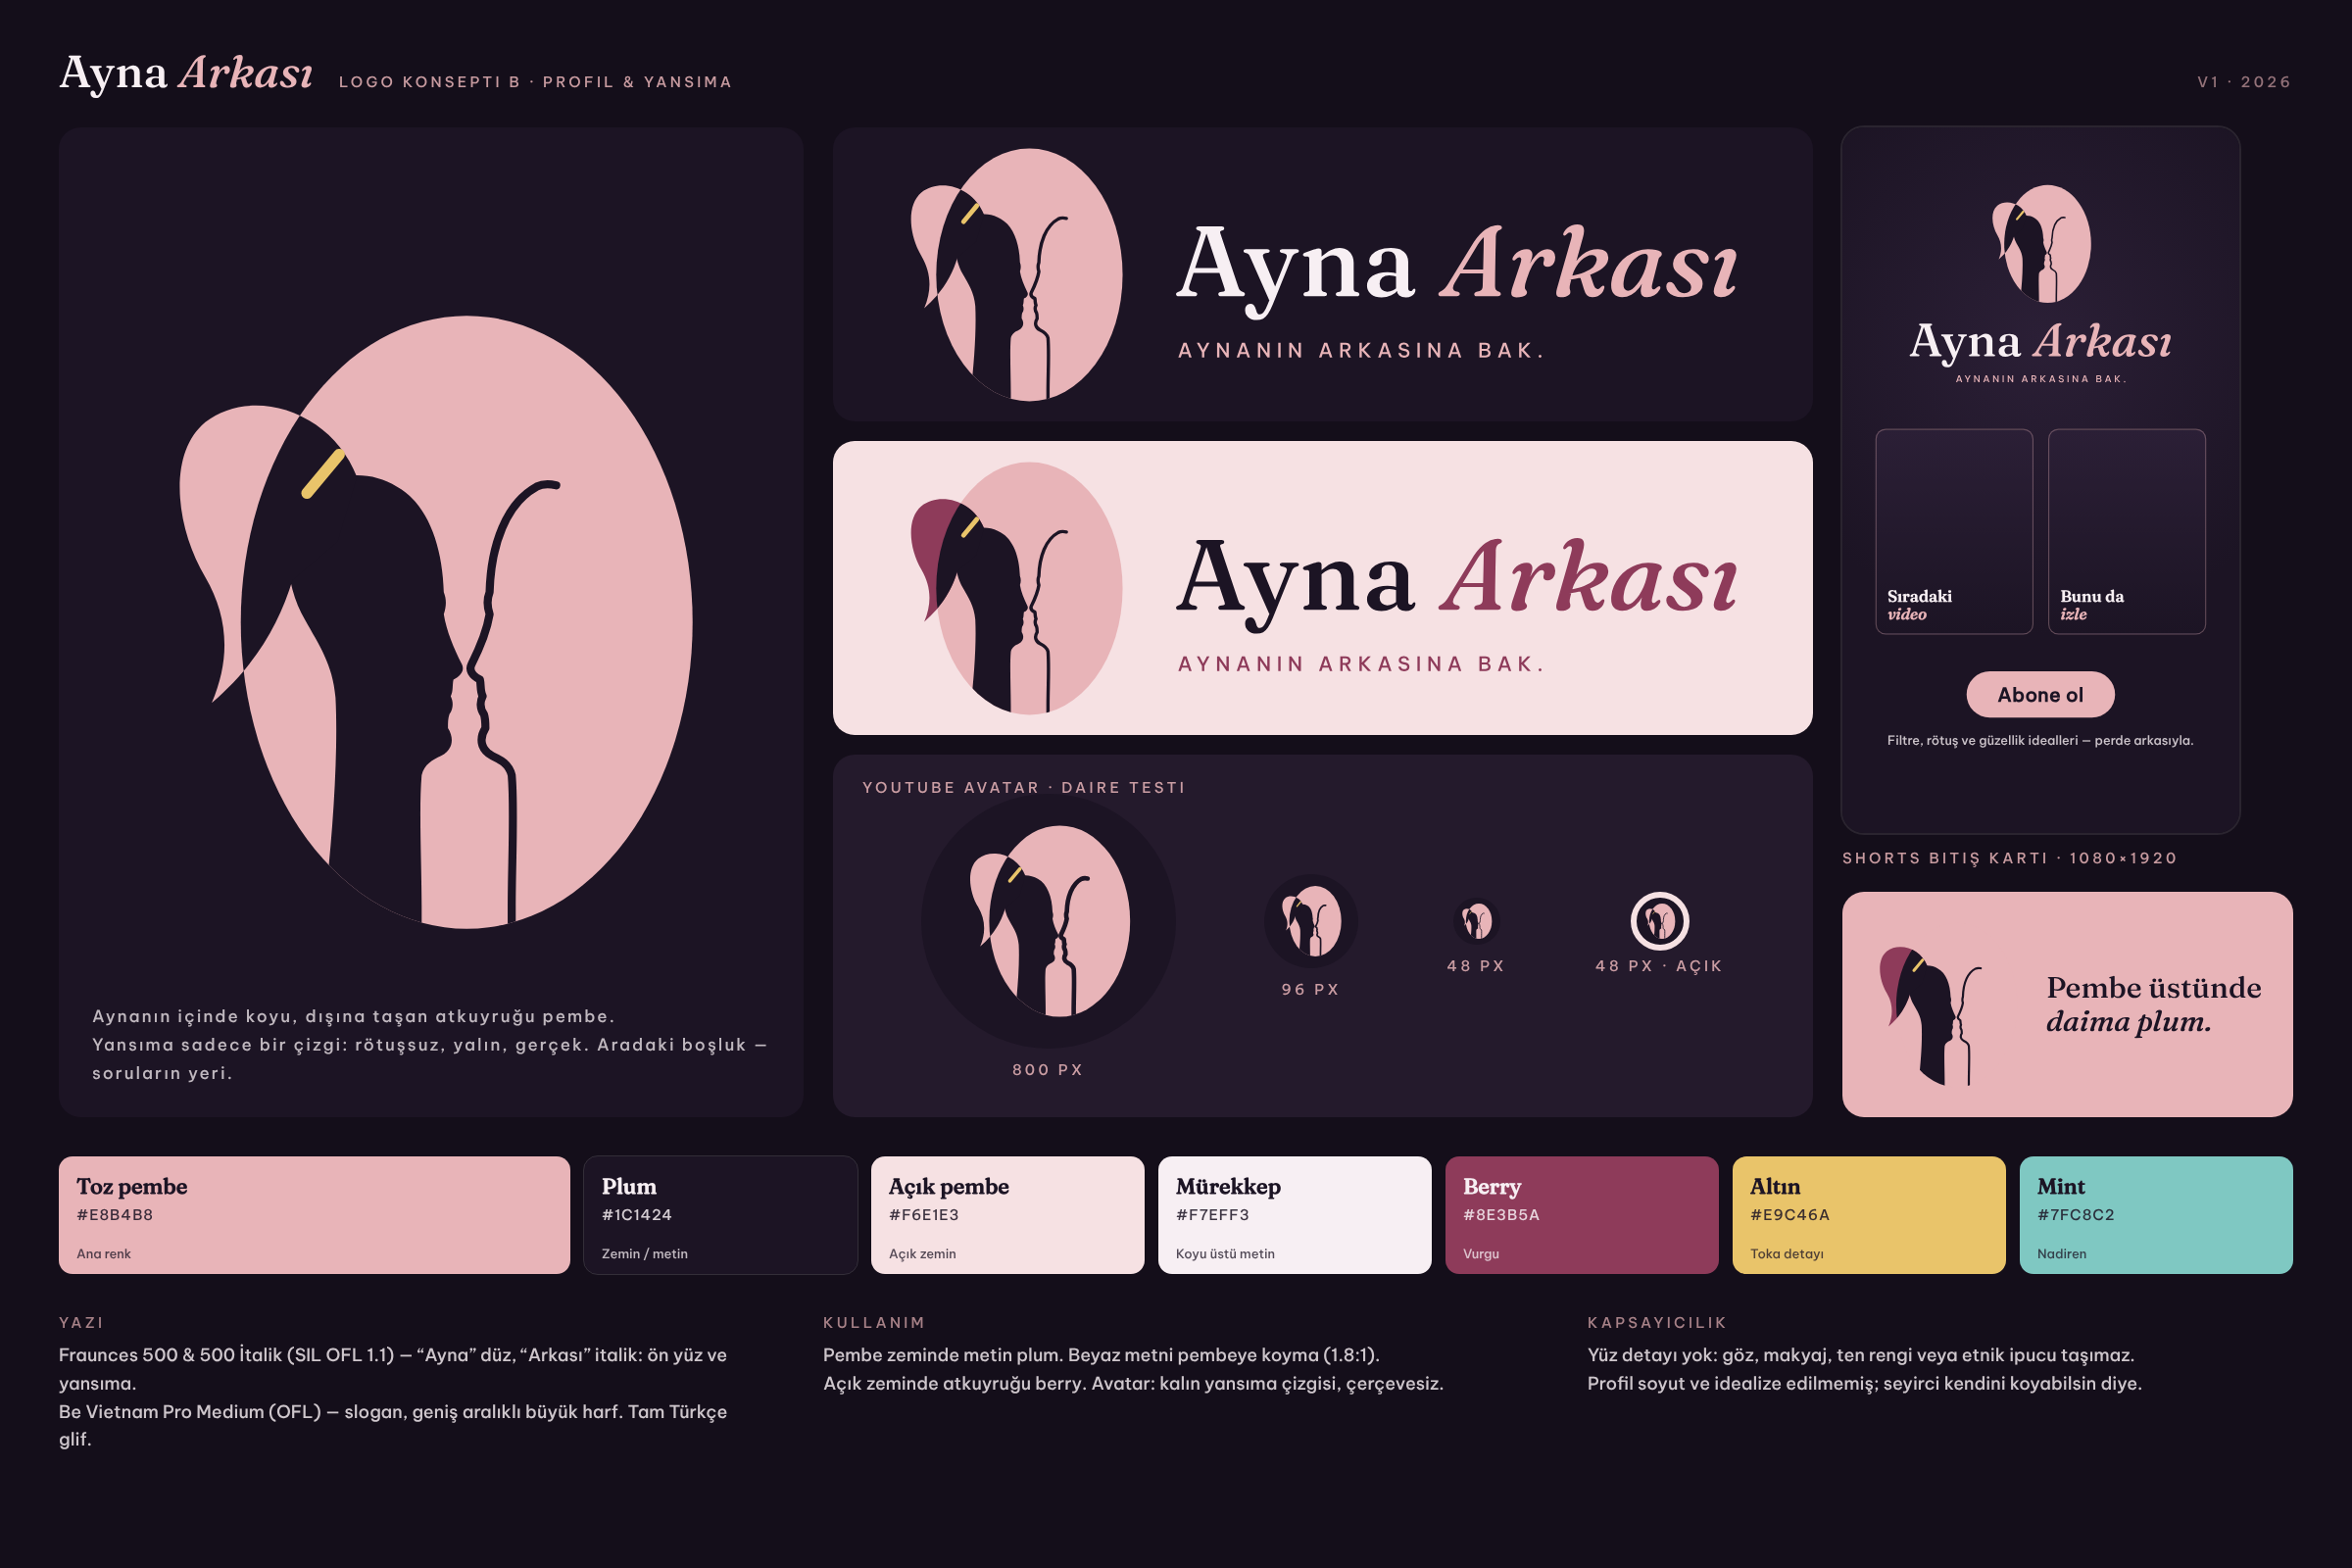 Ayna Arkası
LOGO KONSEPTI B · PROFIL & YANSIMA
V1 · 2026
Aynanın içinde koyu, dışına taşan atkuyruğu pembe.
Yansıma sadece bir çizgi: rötuşsuz, yalın, gerçek. Aradaki boşluk —
soruların yeri.
Ayna Arkası
AYNANIN ARKASINA BAK.
Ayna Arkası
AYNANIN ARKASINA BAK.
YOUTUBE AVATAR · DAIRE TESTI
800 PX
96 PX
48 PX
48 PX · AÇIK
Ayna Arkası
AYNANIN ARKASINA BAK.
Sıradaki
video
Bunu da
izle
Abone ol
Filtre, rötuş ve güzellik idealleri — perde arkasıyla.
SHORTS BITIŞ KARTI · 1080×1920
Pembe üstünde
daima plum.
Toz pembe
#E8B4B8
Ana renk
Plum
#1C1424
Zemin / metin
Açık pembe
#F6E1E3
Açık zemin
Mürekkep
#F7EFF3
Koyu üstü metin
Berry
#8E3B5A
Vurgu
Altın
#E9C46A
Toka detayı
Mint
#7FC8C2
Nadiren
YAZI
Fraunces 500 & 500 İtalik (SIL OFL 1.1) — “Ayna” düz, “Arkası” italik: ön yüz ve
yansıma.
Be Vietnam Pro Medium (OFL) — slogan, geniş aralıklı büyük harf. Tam Türkçe
glif.
KULLANIM
Pembe zeminde metin plum. Beyaz metni pembeye koyma (1.8:1).
Açık zeminde atkuyruğu berry. Avatar: kalın yansıma çizgisi, çerçevesiz.
KAPSAYICILIK
Yüz detayı yok: göz, makyaj, ten rengi veya etnik ipucu taşımaz.
Profil soyut ve idealize edilmemiş; seyirci kendini koyabilsin diye.